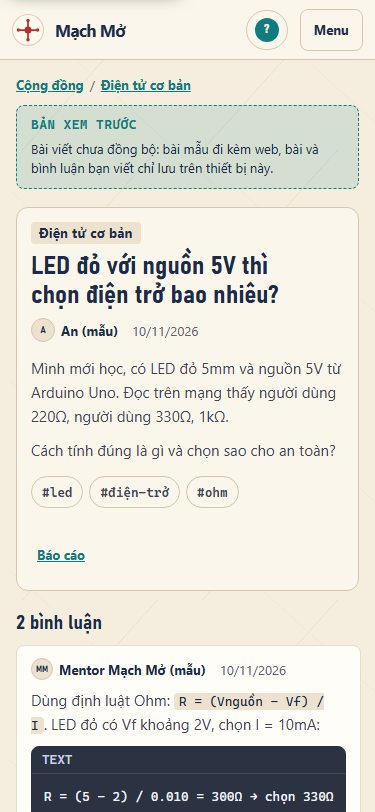 Mạch Mở
?
Menu
Cộng đồng / Điện tử cơ bản
BẢN XEM TRƯỚC
Bài viết chưa đồng bộ: bài mẫu đi kèm web, bài và
bình luận bạn viết chỉ lưu trên thiết bị này.
Điện tử cơ bản
LED đỏ với nguồn 5V thì
chọn điện trở bao nhiêu?
A An (mẫu) 10/11/2026
Mình mới học, có LED đỏ 5mm và nguồn 5V từ
Arduino Uno. Đọc trên mạng thấy người dùng
220Ω, người dùng 330Ω, 1kΩ.
Cách tính đúng là gì và chọn sao cho an toàn?
#led #điện-trở #ohm
Báo cáo
2 bình luận
MM Mentor Mạch Mở (mẫu) 10/11/2026
Dùng định luật Ohm: R = (Vnguồn - Vf) /
I. LED đỏ có Vf khoảng 2V, chọn I = 10mA:
TEXT
R = (5 - 2) / 0.010 = 300Ω → chọn 330Ω